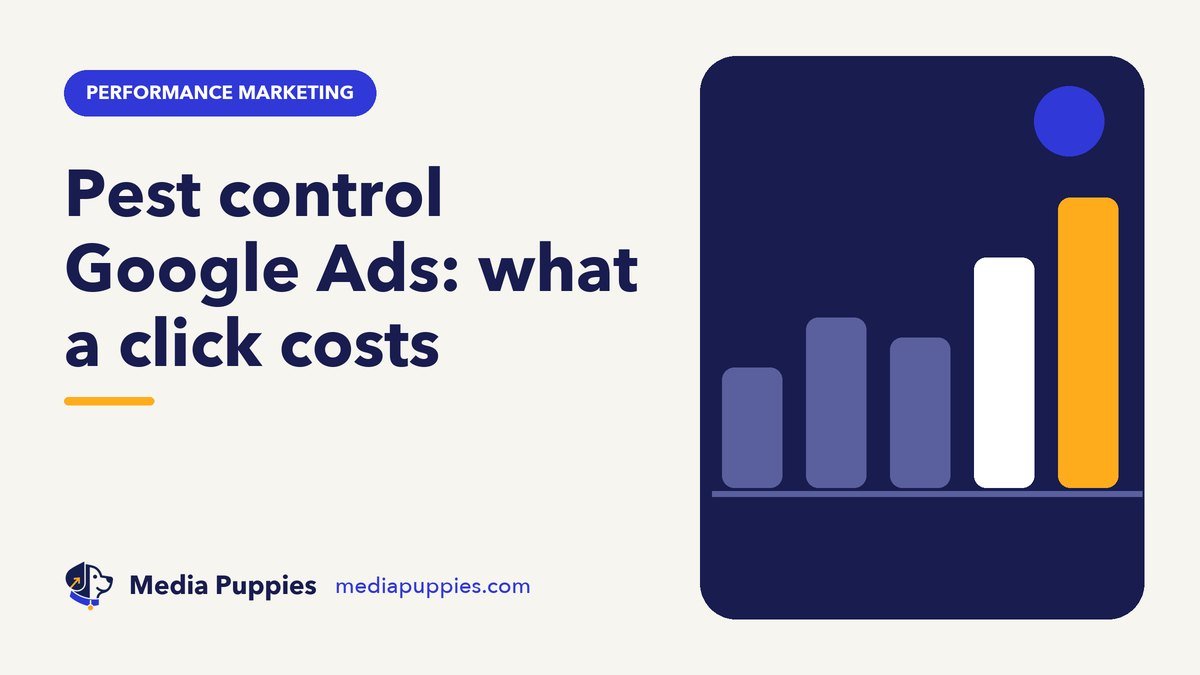 PERFORMANCE MARKETING
Pest control
Google Ads: what
a click costs
Media Puppies mediapuppies.com